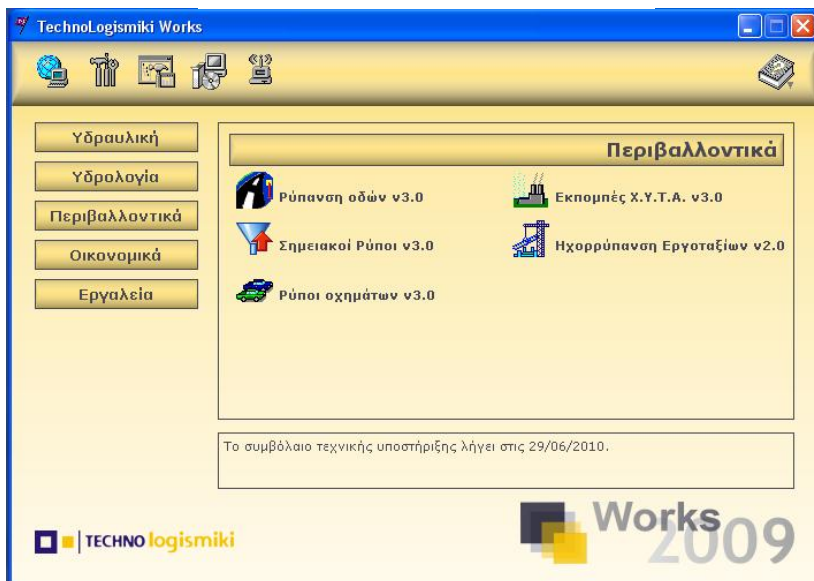 TechnoLogismiki Works
Υδραυλική
Υδρολογία
Περιβαλλοντικά
Οικονομικά
Εργαλεία
Περιβαλλοντικά
Ρύπανση οδών v3.0
Εκπομπές Χ.Υ.Τ.Α. v3.0
Σημειακοί Ρύποι v3.0
Ηχορρύπανση Εργοταξίων v2.0
Ρύποι οχημάτων v3.0
Το συμβόλαιο τεχνικής υποστήριξης λήγει στις 29/06/2010.
TECHNO logismiki
Works
2009